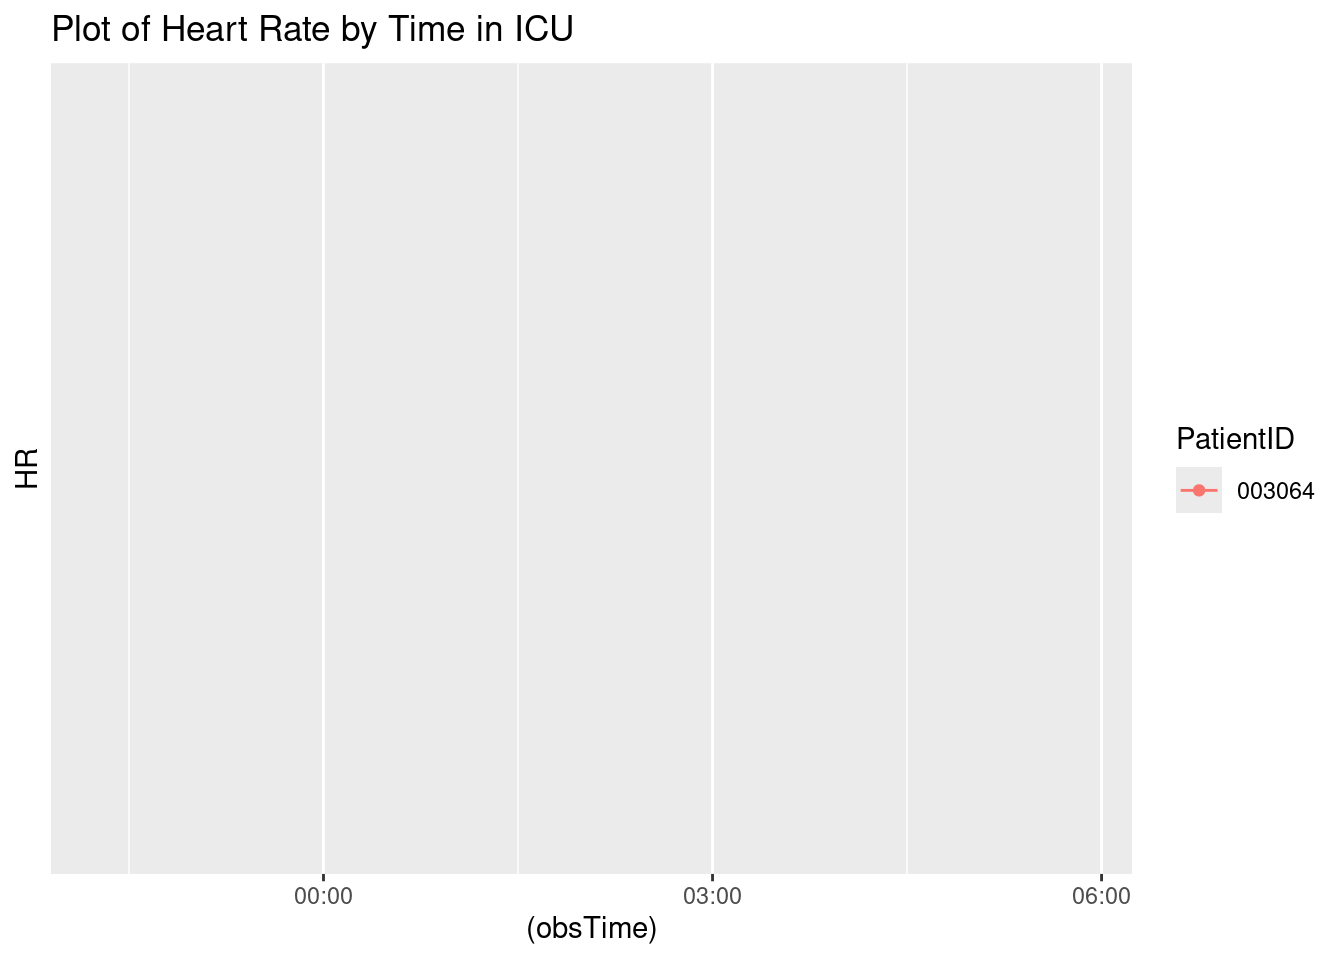 Plot of Heart Rate by Time in ICU
HR
PatientID
003064
00:00
03:00
06:00
(obsTime)